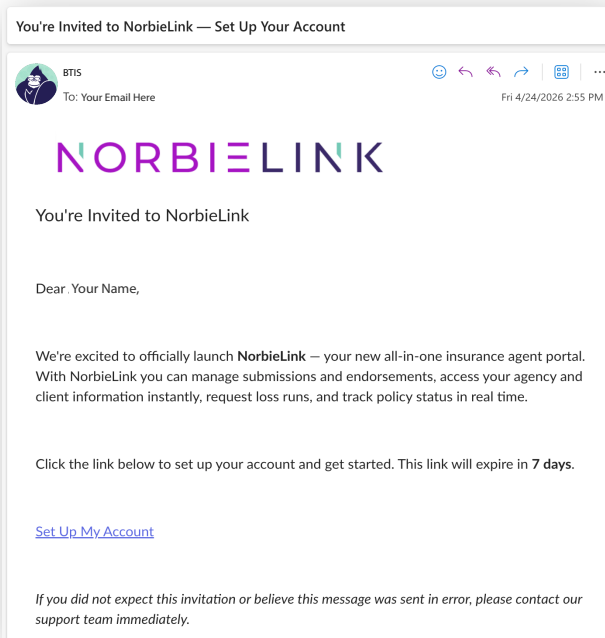 You're Invited to NorbieLink — Set Up Your Account
BTIS
To: Your Email Here
Fri 4/24/2026 2:55 PM
NORBIELINK
You're Invited to NorbieLink
Dear Your Name,
We're excited to officially launch NorbieLink — your new all-in-one insurance agent portal.
With NorbieLink you can manage submissions and endorsements, access your agency and
client information instantly, request loss runs, and track policy status in real time.
Click the link below to set up your account and get started. This link will expire in 7 days.
Set Up My Account
If you did not expect this invitation or believe this message was sent in error, please contact our
support team immediately.